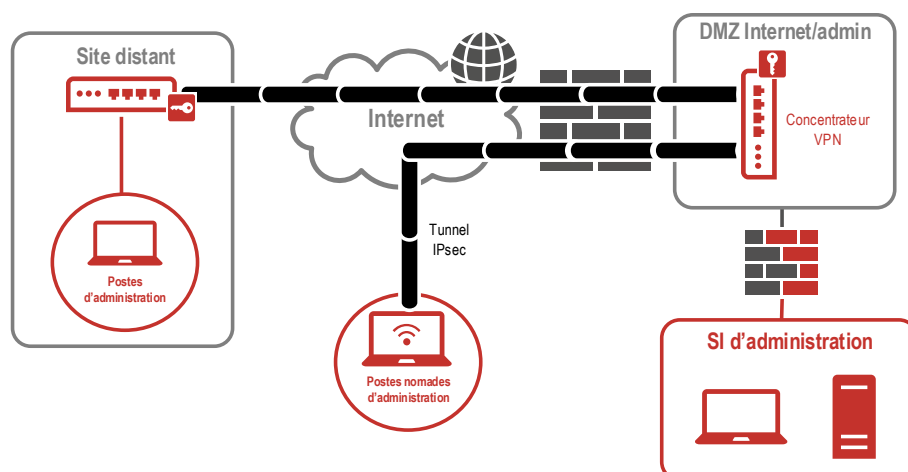 Site distant
DMZ Internet/admin
Internet
Concentrateur
VPN
Tunnel
IPsec
Postes
d'administration
Postes nomades
d'administration
SI d'administration